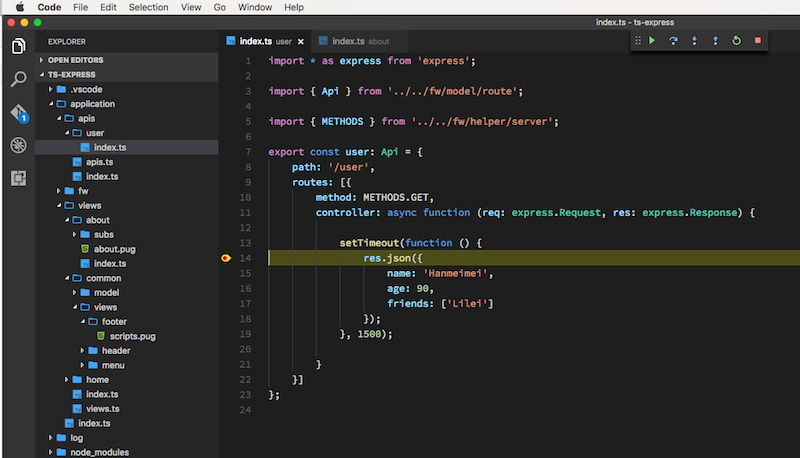 Code File Edit Selection View Go Window Help
index.ts - ts-express
EXPLORER
OPEN EDITORS
TS-EXPRESS
.vscode
application
apis
user
index.ts
apis.ts
index.ts
fw
views
about
subs
about.pug
index.ts
common
model
views
footer
scripts.pug
header
menu
home
index.ts
views.ts
index.ts
log
node_modules
1
index.ts user index.ts about
1 import * as express from 'express';
2
3 import { Api } from '../../fw/model/route';
4
5 import { METHODS } from '../../fw/helper/server';
6
7 export const user: Api = {
8 path: '/user',
9 routes: [{
10 method: METHODS.GET,
11 controller: async function (req: express.Request, res: express.Response) {
12
13 setTimeout(function () {
14 res.json({
15 name: 'Hanmeimei',
16 age: 90,
17 friends: ['Lilei']
18 });
19 }, 1500);
20
21 }
22 }]
23 };
24